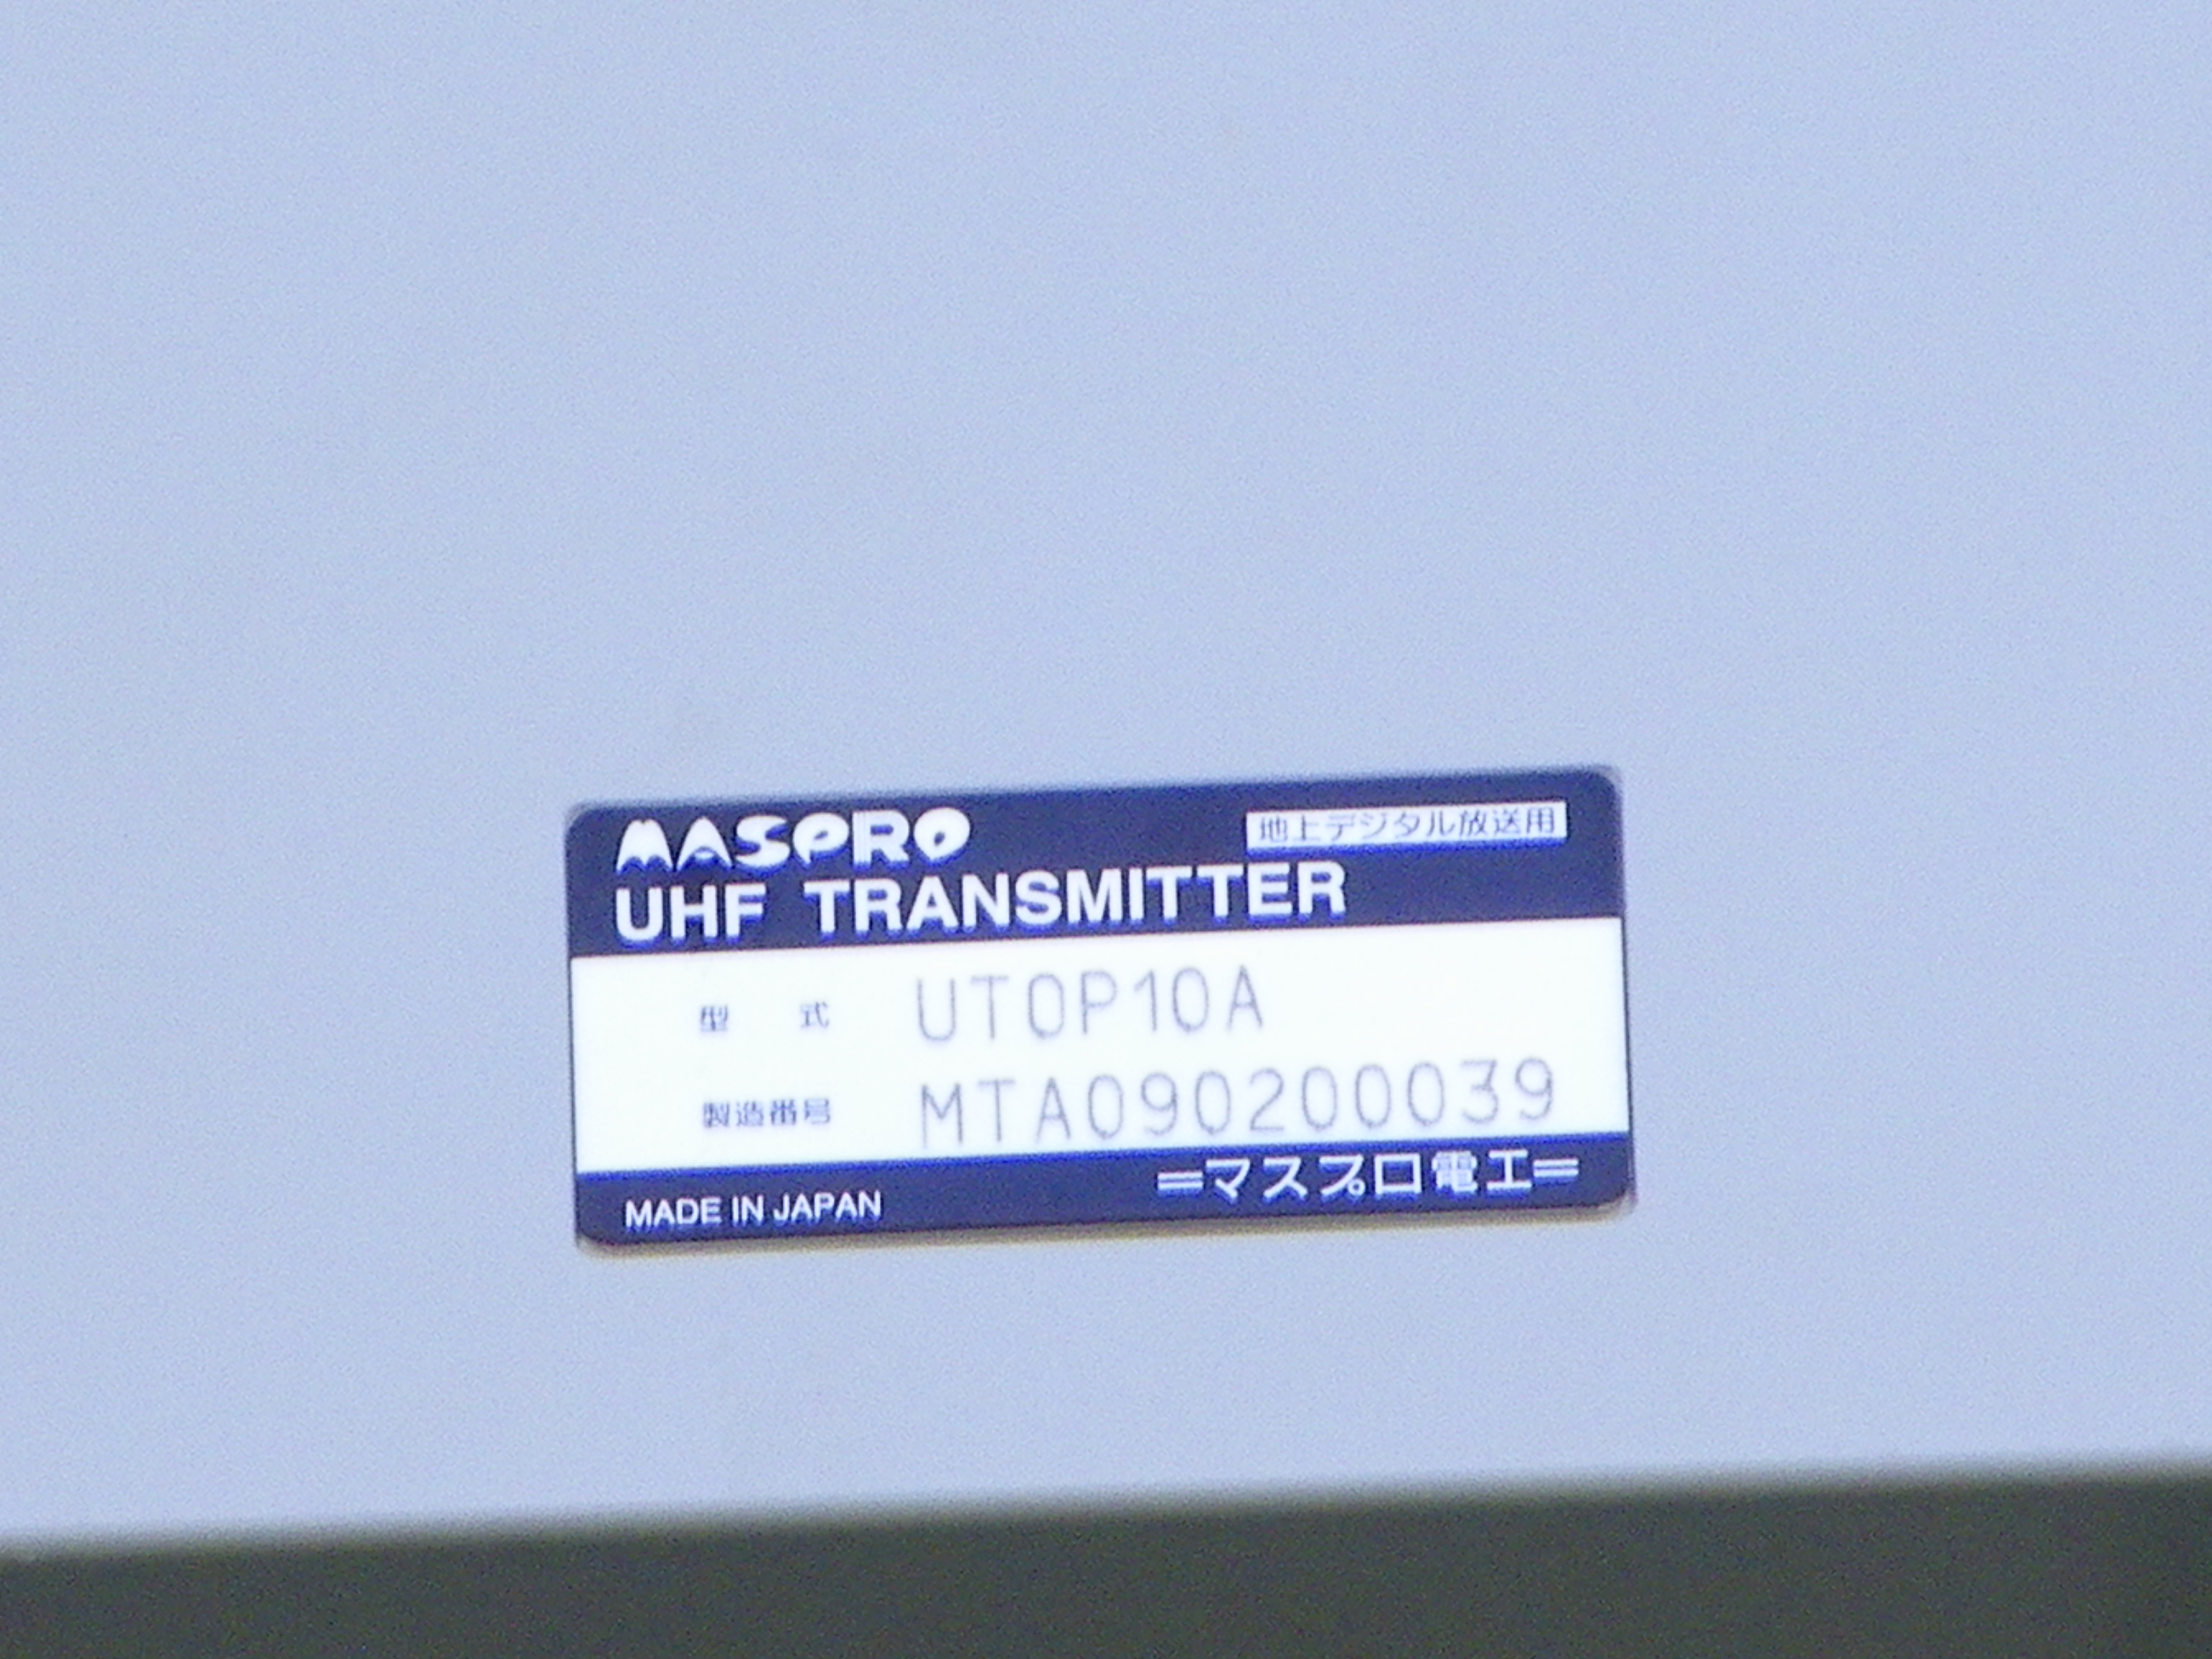 MASPRO 地上デジタル放送用
UHF TRANSMITTER
型 式 UT0P10A
製造番号 MTA090200039
MADE IN JAPAN =マスプロ電工=